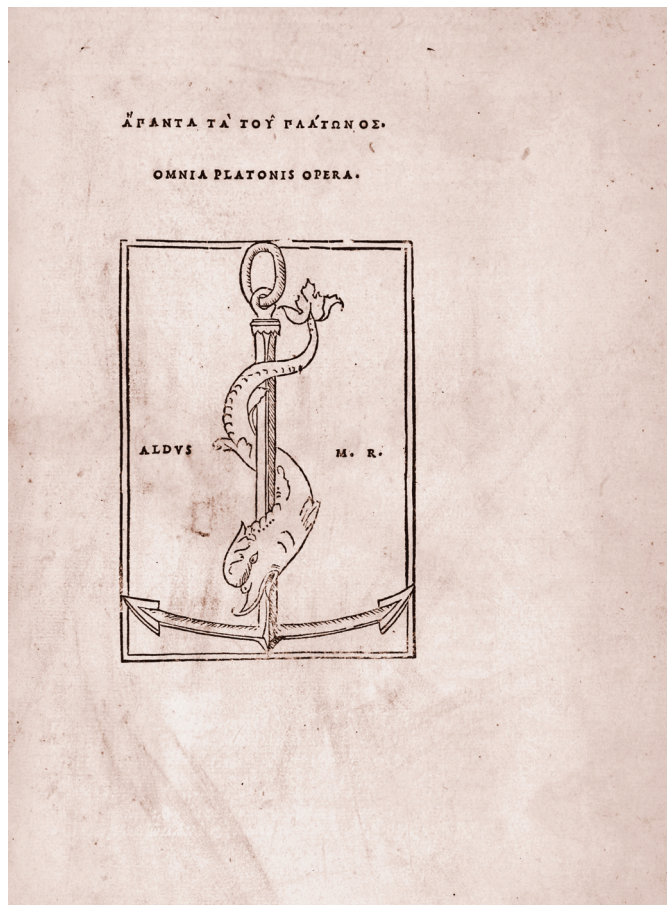 ἍΠΑΝΤΑ ΤᾺ ΤΟΥ͂ ΠΛΆΤΩΝΟΣ.
OMNIA PLATONIS OPERA.
ALDVS M. R.